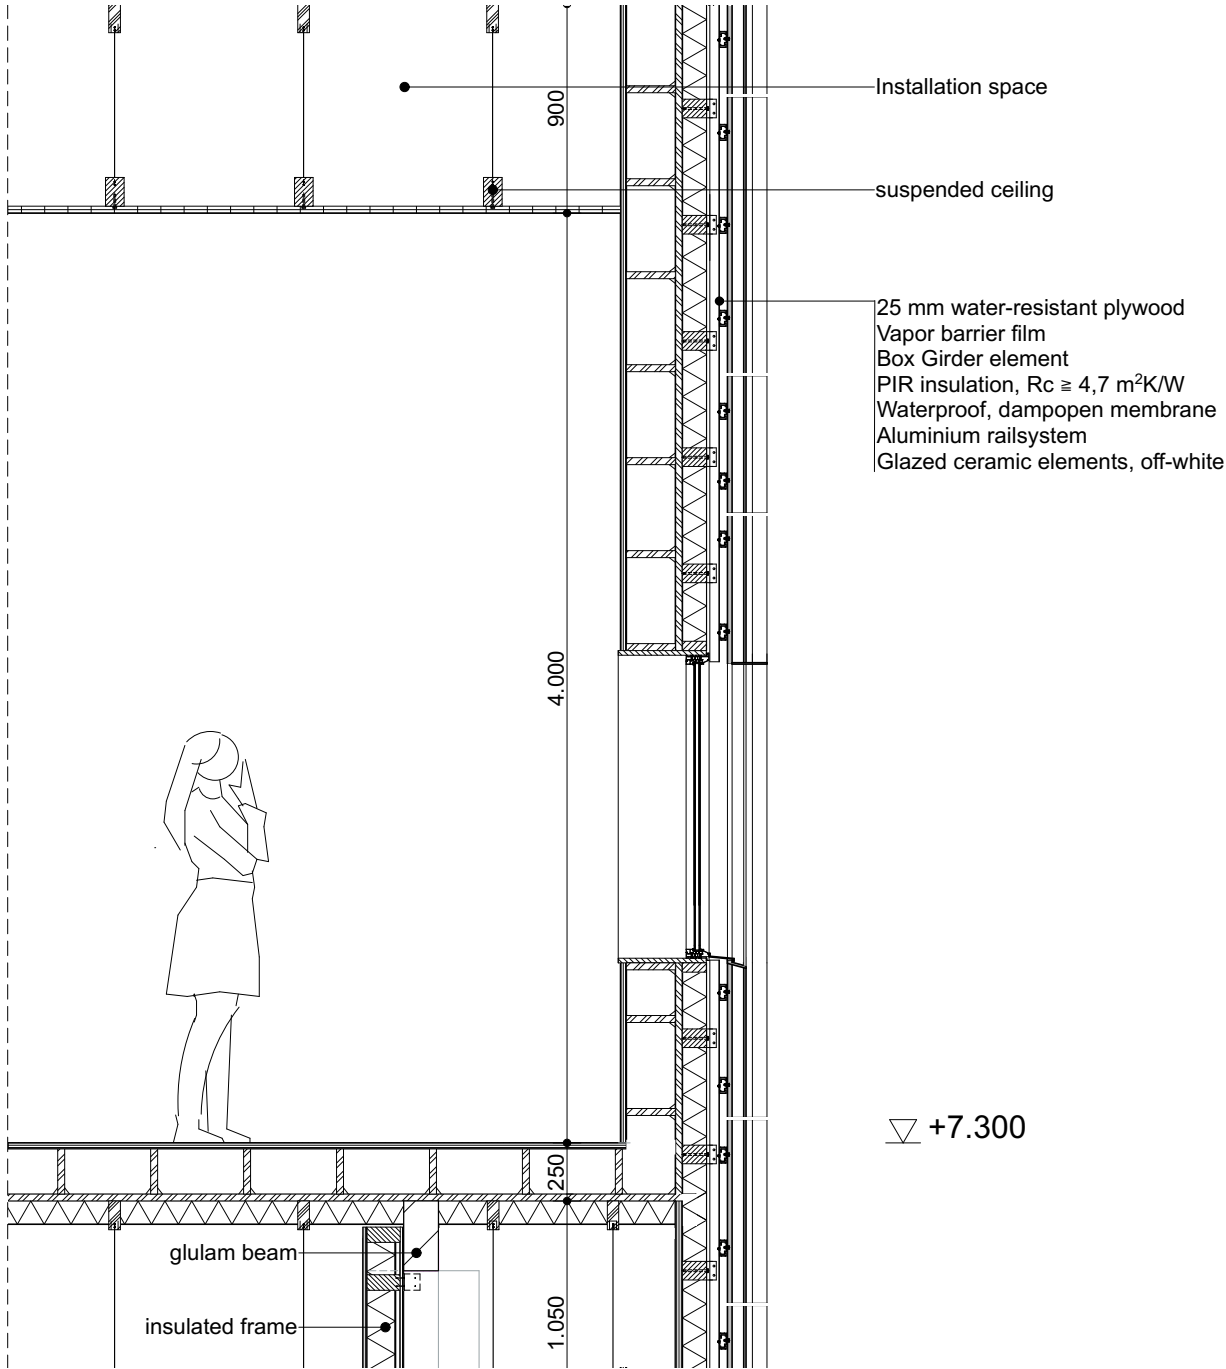 900
Installation space
suspended ceiling
25 mm water-resistant plywood
Vapor barrier film
Box Girder element
PIR insulation, Rc ≧ 4,7 m²K/W
Waterproof, dampopen membrane
Aluminium railsystem
Glazed ceramic elements, off-white
4.000
+7.300
250
glulam beam
insulated frame
1.050